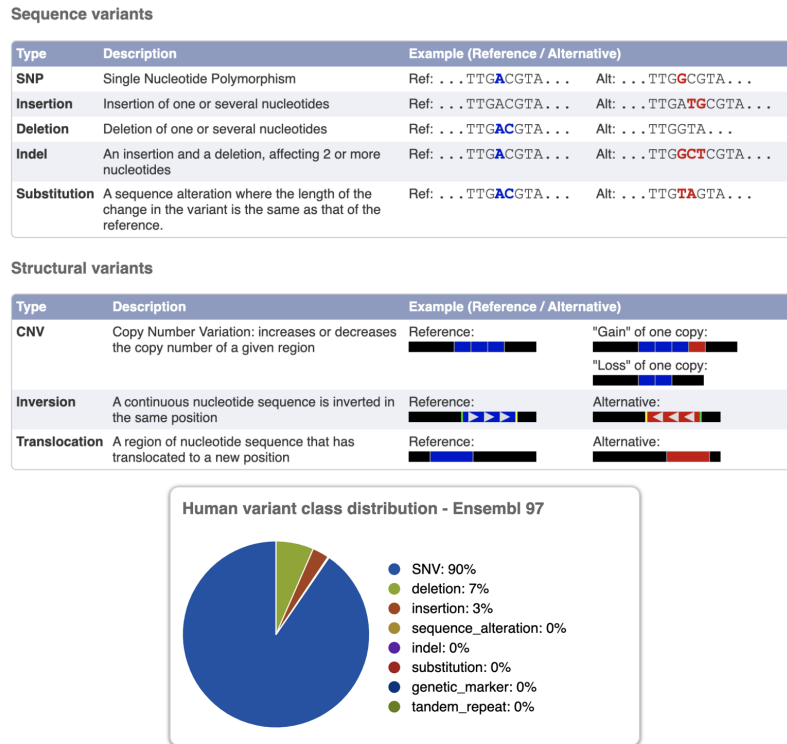 Sequence variants
Type Description Example (Reference / Alternative)
SNP Single Nucleotide Polymorphism Ref: ...TTGACGTA... Alt: ...TTGGCGTA...
Insertion Insertion of one or several nucleotides Ref: ...TTGACGTA... Alt: ...TTGATGCGTA...
Deletion Deletion of one or several nucleotides Ref: ...TTGACGTA... Alt: ...TTGGTA...
Indel An insertion and a deletion, affecting 2 or more Ref: ...TTGACGTA... Alt: ...TTGGCTCGTA...
nucleotides
Substitution A sequence alteration where the length of the Ref: ...TTGACGTA... Alt: ...TTGTAGTA...
change in the variant is the same as that of the
reference.
Structural variants
Type Description Example (Reference / Alternative)
CNV Copy Number Variation: increases or decreases Reference: "Gain" of one copy:
the copy number of a given region
"Loss" of one copy:
Inversion A continuous nucleotide sequence is inverted in Reference: Alternative:
the same position
Translocation A region of nucleotide sequence that has Reference: Alternative:
translocated to a new position
Human variant class distribution - Ensembl 97
SNV: 90%
deletion: 7%
insertion: 3%
sequence_alteration: 0%
indel: 0%
substitution: 0%
genetic_marker: 0%
tandem_repeat: 0%